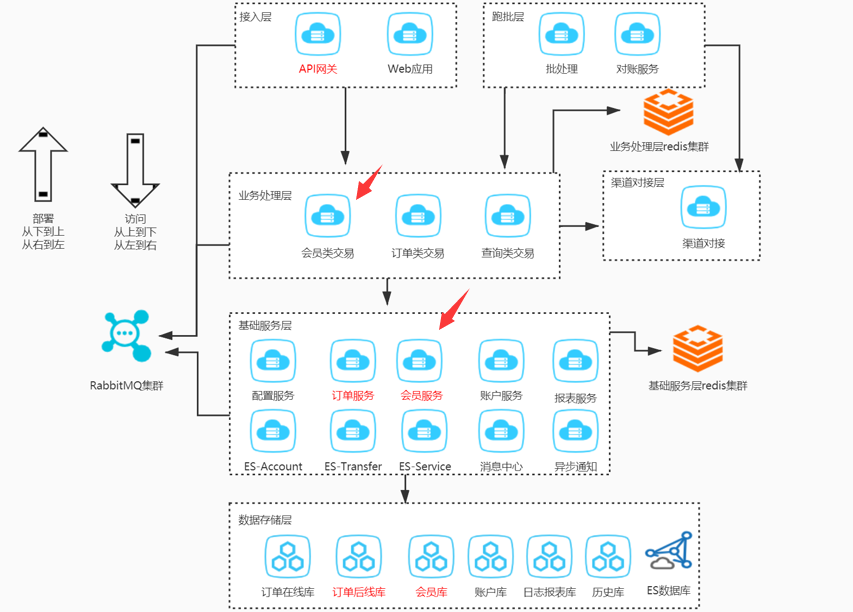 接入层
API网关
Web应用
跑批层
批处理
对账服务
业务处理层redis集群
部署
从下到上
从右到左
访问
从上到下
从左到右
业务处理层
会员类交易
订单类交易
查询类交易
渠道对接层
渠道对接
RabbitMQ集群
基础服务层
配置服务
订单服务
会员服务
账户服务
报表服务
ES-Account
ES-Transfer
ES-Service
消息中心
异步通知
基础服务层redis集群
数据存储层
订单在线库
订单后线库
会员库
账户库
日志报表库
历史库
ES数据库